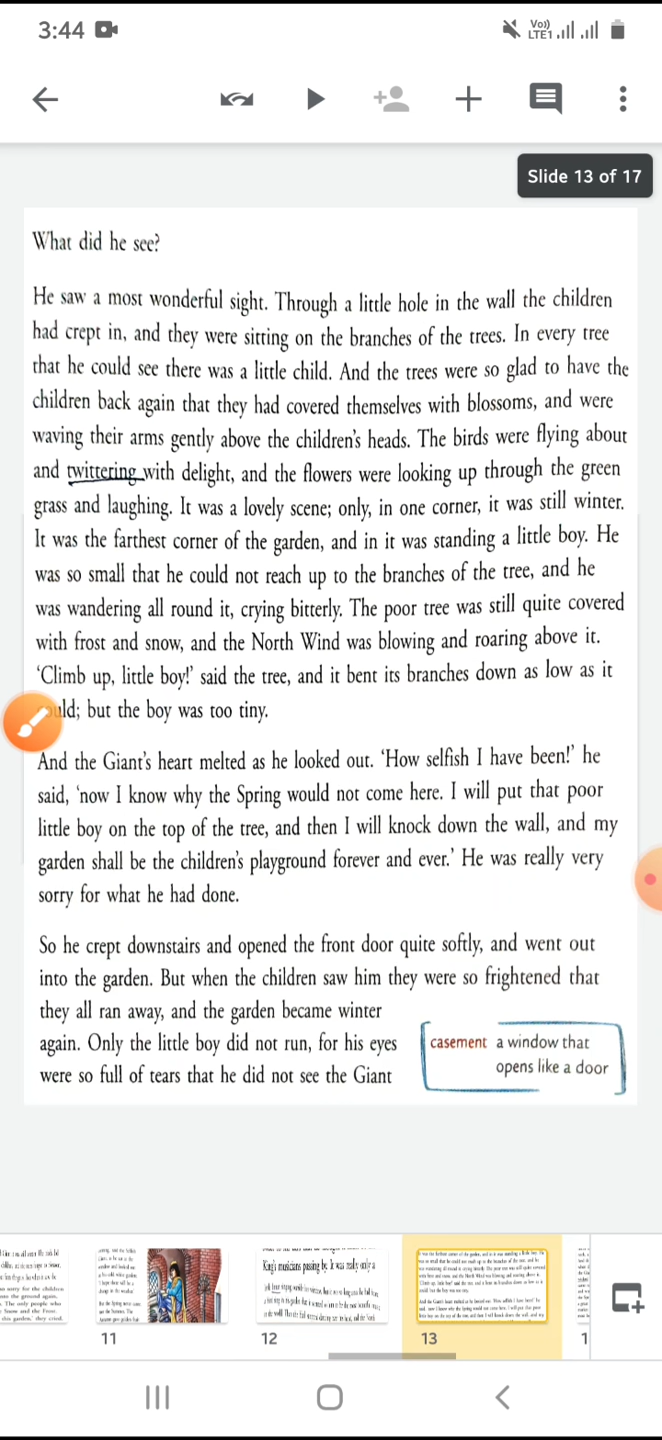 3:44
Vo))
LTE1
Slide 13 of 17
What did he see?
He saw a most wonderful sight. Through a little hole in the wall the children
had crept in, and they were sitting on the branches of the trees. In every tree
that he could see there was a little child. And the trees were so glad to have the
children back again that they had covered themselves with blossoms, and were
waving their arms gently above the children's heads. The birds were flying about
and twittering with delight, and the flowers were looking up through the green
grass and laughing. It was a lovely scene; only, in one corner, it was still winter.
It was the farthest corner of the garden, and in it was standing a little boy. He
was so small that he could not reach up to the branches of the tree, and he
was wandering all round it, crying bitterly. The poor tree was still quite covered
with frost and snow, and the North Wind was blowing and roaring above it.
'Climb up, little boy!' said the tree, and it bent its branches down as low as it
uld; but the boy was too tiny.
And the Giant's heart melted as he looked out. 'How selfish I have been!' he
said, 'now I know why the Spring would not come here. I will put that poor
little boy on the top of the tree, and then I will knock down the wall, and my
garden shall be the children's playground forever and ever.' He was really very
sorry for what he had done.
So he crept downstairs and opened the front door quite softly, and went out
into the garden. But when the children saw him they were so frightened that
they all ran away, and the garden became winter
again. Only the little boy did not run, for his eyes
were so full of tears that he did not see the Giant
casement a window that
opens like a door
King's musicians passing by. It was really only a
11
12
13
1